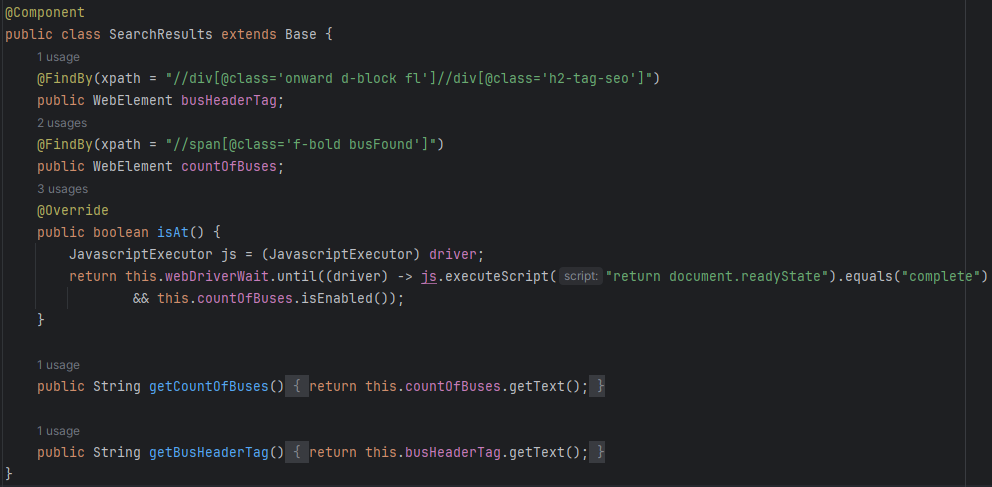 @Component
public class SearchResults extends Base {
1 usage
@FindBy(xpath = "//div[@class='onward d-block fl']//div[@class='h2-tag-seo']")
public WebElement busHeaderTag;
2 usages
@FindBy(xpath = "//span[@class='f-bold busFound']")
public WebElement countOfBuses;
3 usages
@Override
public boolean isAt() {
JavascriptExecutor js = (JavascriptExecutor) driver;
return this.webDriverWait.until((driver) -> js.executeScript( script: "return document.readyState").equals("complete")
&& this.countOfBuses.isEnabled());
}
1 usage
public String getCountOfBuses() { return this.countOfBuses.getText(); }
1 usage
public String getBusHeaderTag() { return this.busHeaderTag.getText(); }
}